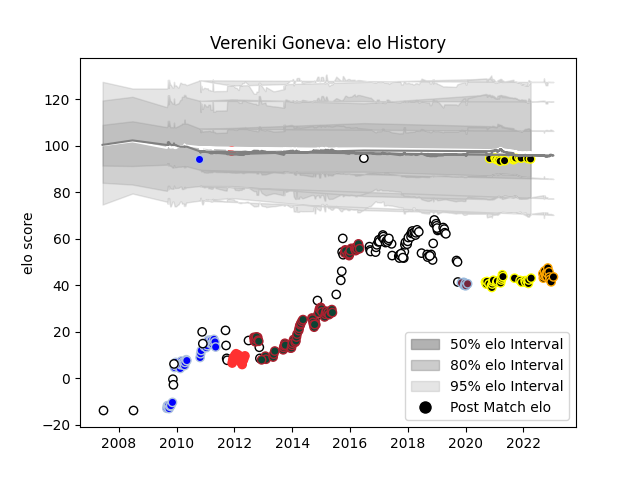 Vereniki Goneva: elo History
elo score
120
100
80
60
40
20
0
−20
2008
2010
2012
2014
2016
2018
2020
2022
50% elo Interval
80% elo Interval
95% elo Interval
Post Match elo